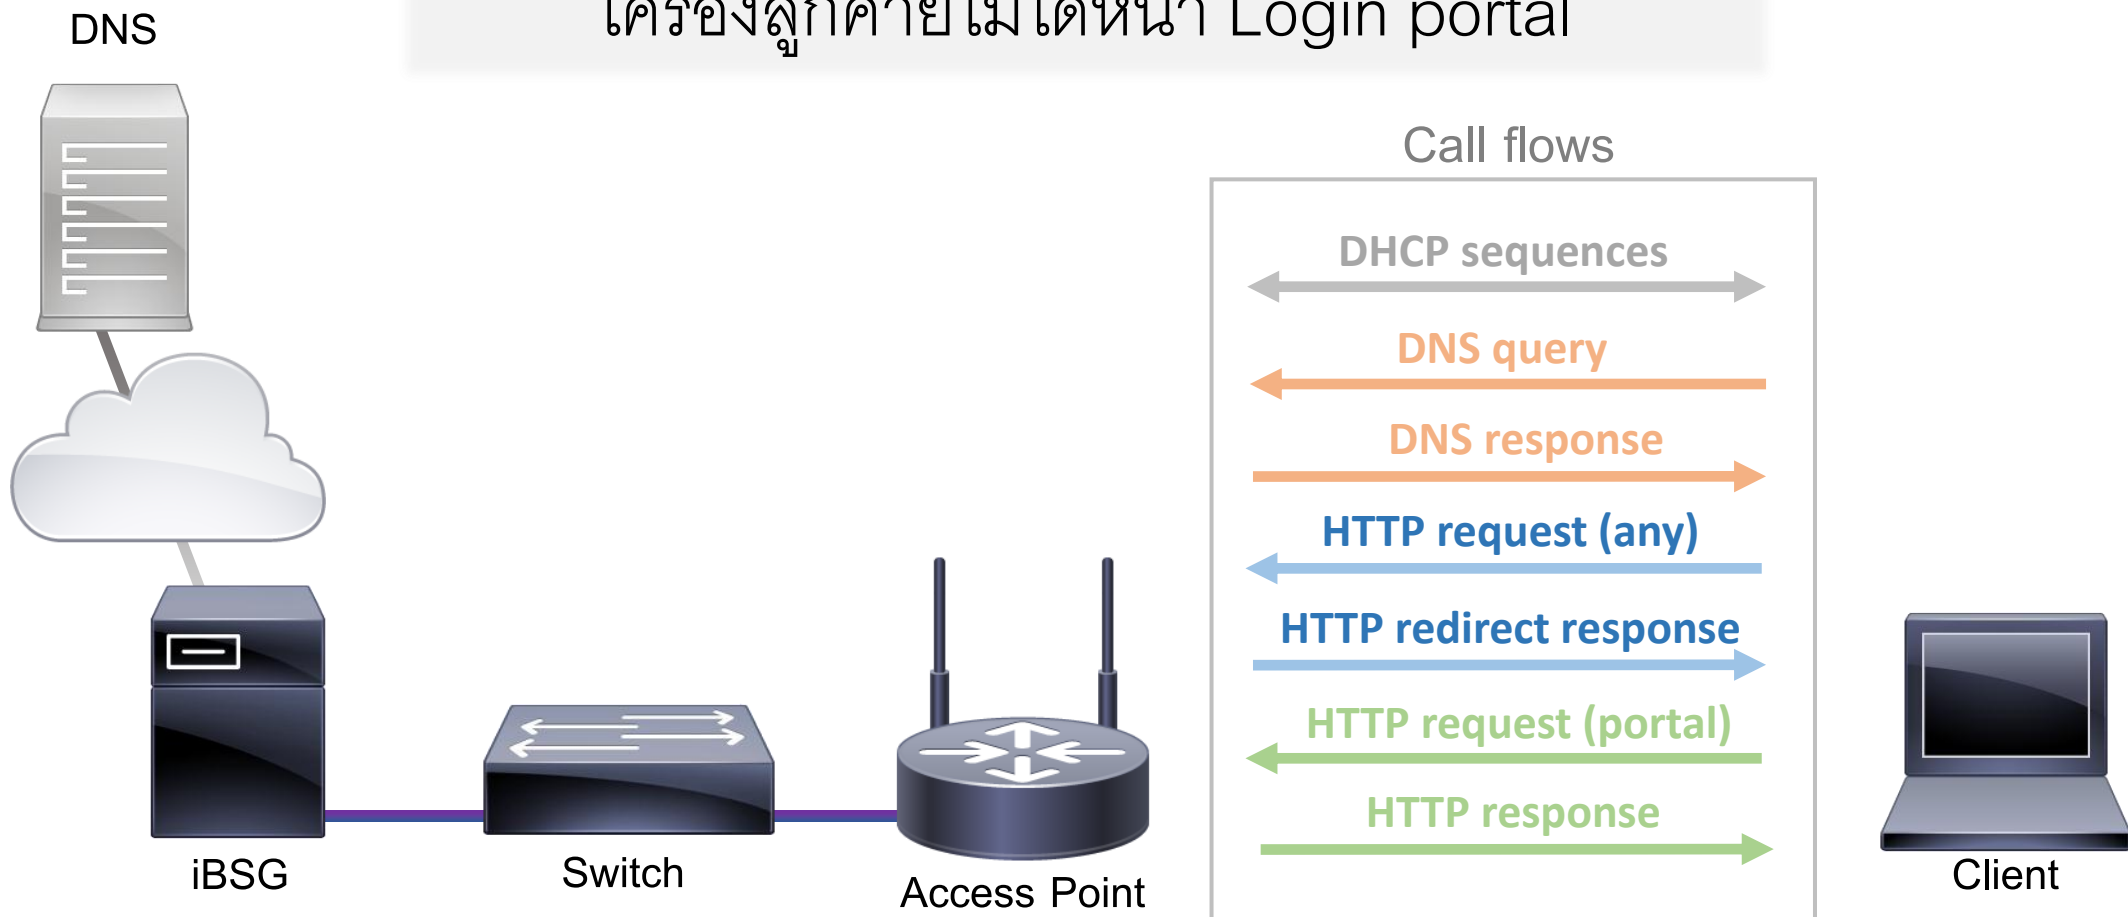 DNS
เครื่องลูกข่ายไม่ได้หน้า Login portal
Call flows
DHCP sequences
DNS query
DNS response
HTTP request (any)
HTTP redirect response
HTTP request (portal)
HTTP response
iBSG
Switch
Access Point
Client